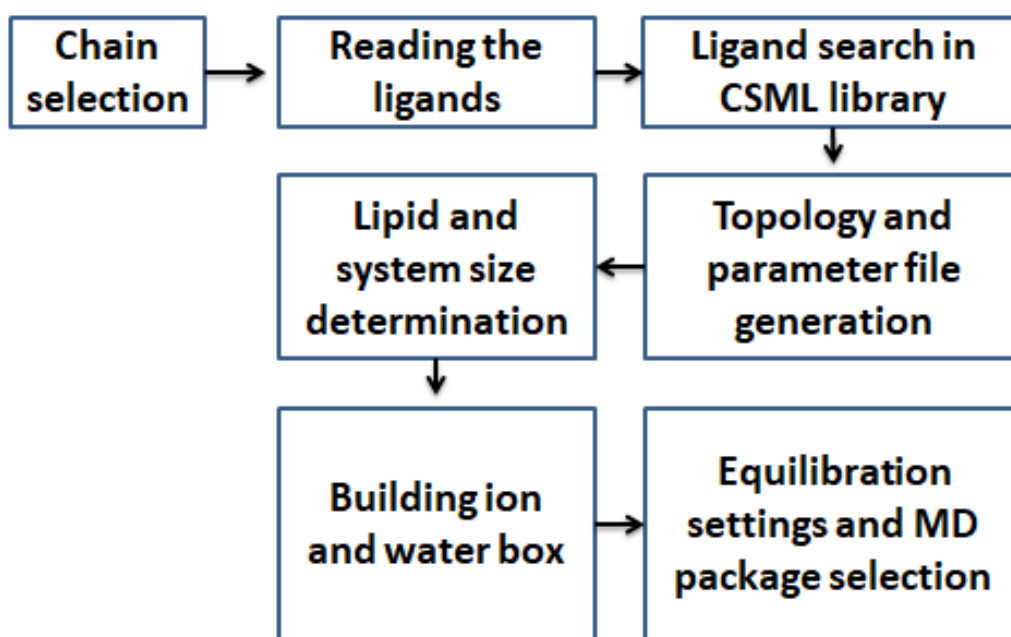 Chain
selection
Reading the
ligands
Ligand search in
CSML library
Topology and
parameter file
generation
Lipid and
system size
determination
Building ion
and water box
Equilibration
settings and MD
package selection